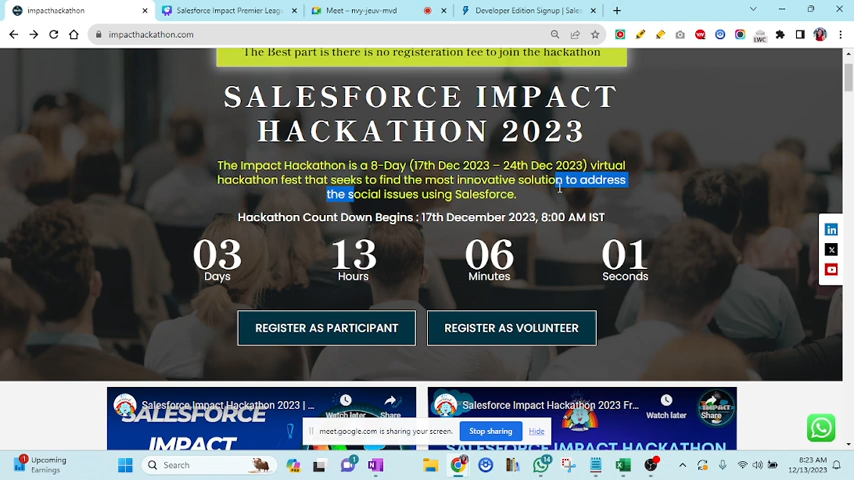 impacthackathon
Salesforce Impact Premier Leag
Meet – nvy-jeuv-mvd
Developer Edition Signup | Sales
impacthackathon.com
LWC
The Best part is there is no registeration fee to join the hackathon
SALESFORCE IMPACT
HACKATHON 2023
The Impact Hackathon is a 8-Day (17th Dec 2023 – 24th Dec 2023) virtual
hackathon fest that seeks to find the most innovative solution to address
the social issues using Salesforce.
Hackathon Count Down Begins : 17th December 2023, 8:00 AM IST
03 13 06 01
Days Hours Minutes Seconds
REGISTER AS PARTICIPANT REGISTER AS VOLUNTEER
Salesforce Impact Hackathon 2023 | ...
Watch later
Share
SALESFORCE
IMPACT
Salesforce Impact Hackathon 2023 Fr...
Watch later
Share
SALESFORCE IMPACT HACKATHON
meet.google.com is sharing your screen. Stop sharing Hide
1
Upcoming
Earnings
Search
1
14
8:23 AM
12/13/2023